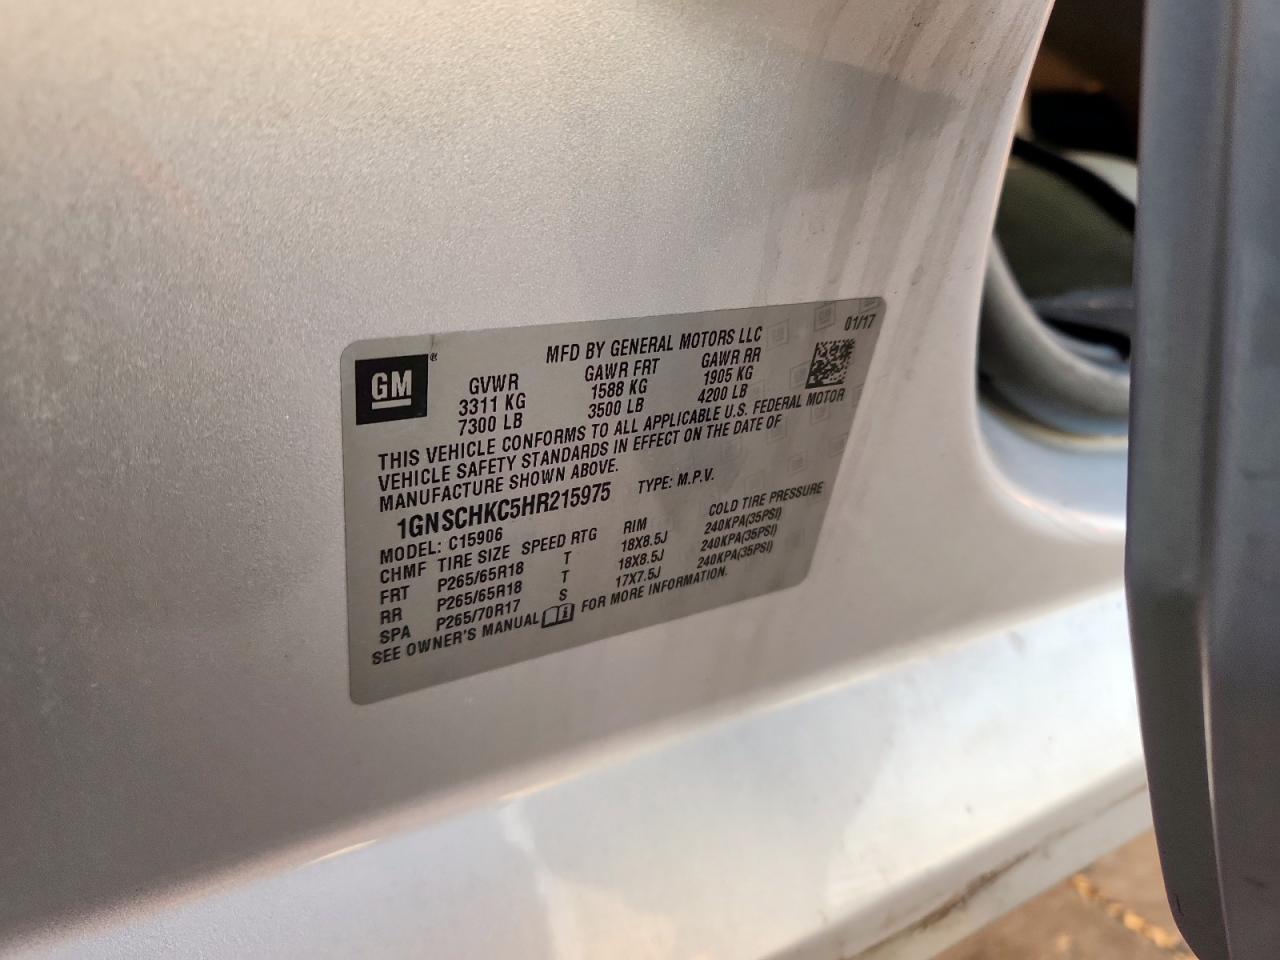 GM®
MFD BY GENERAL MOTORS LLC 01/17
GVWR GAWR FRT GAWR RR
3311 KG 1588 KG 1905 KG
7300 LB 3500 LB 4200 LB
THIS VEHICLE CONFORMS TO ALL APPLICABLE U.S. FEDERAL MOTOR
VEHICLE SAFETY STANDARDS IN EFFECT ON THE DATE OF
MANUFACTURE SHOWN ABOVE.
1GNSCHKC5HR215975 TYPE: M.P.V.
MODEL: C15906
CHMF TIRE SIZE SPEED RTG RIM COLD TIRE PRESSURE
FRT P265/65R18 T 18X8.5J 240KPA(35PSI)
RR P265/65R18 T 18X8.5J 240KPA(35PSI)
SPA P265/70R17 S 17X7.5J 240KPA(35PSI)
SEE OWNER'S MANUAL FOR MORE INFORMATION.